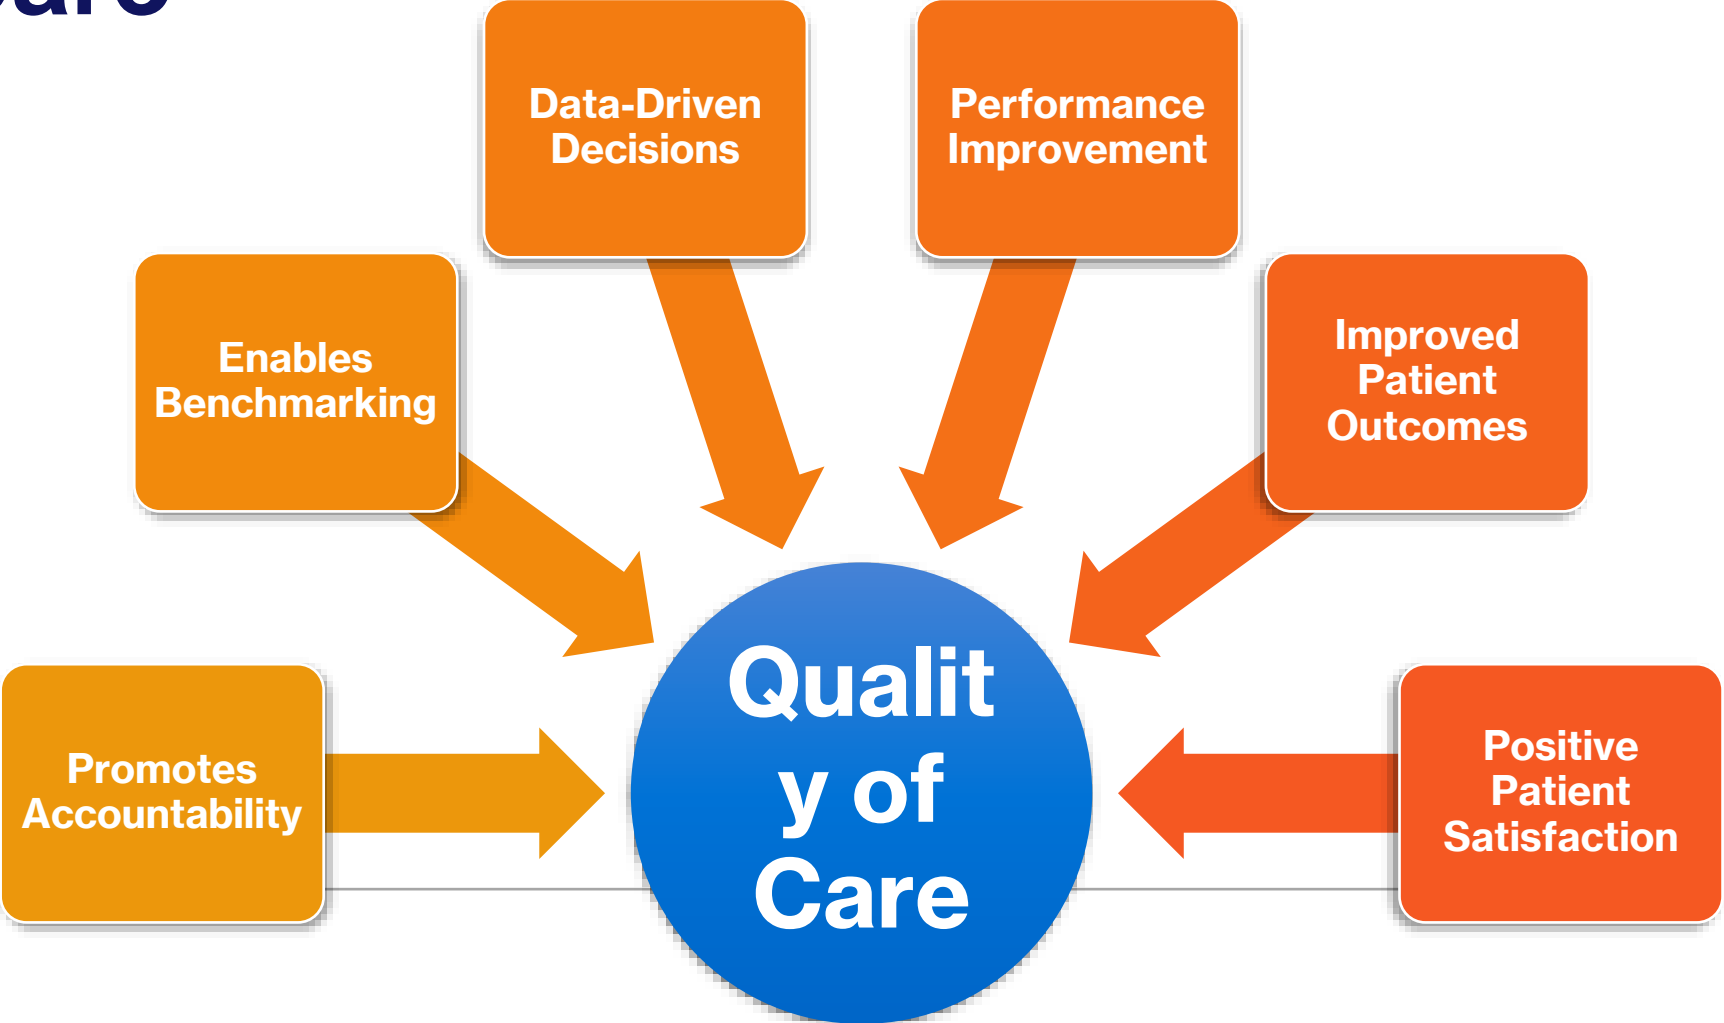 Data-Driven
Decisions
Performance
Improvement
Enables
Benchmarking
Improved
Patient
Outcomes
Promotes
Accountability
Qualit
y of
Care
Positive
Patient
Satisfaction